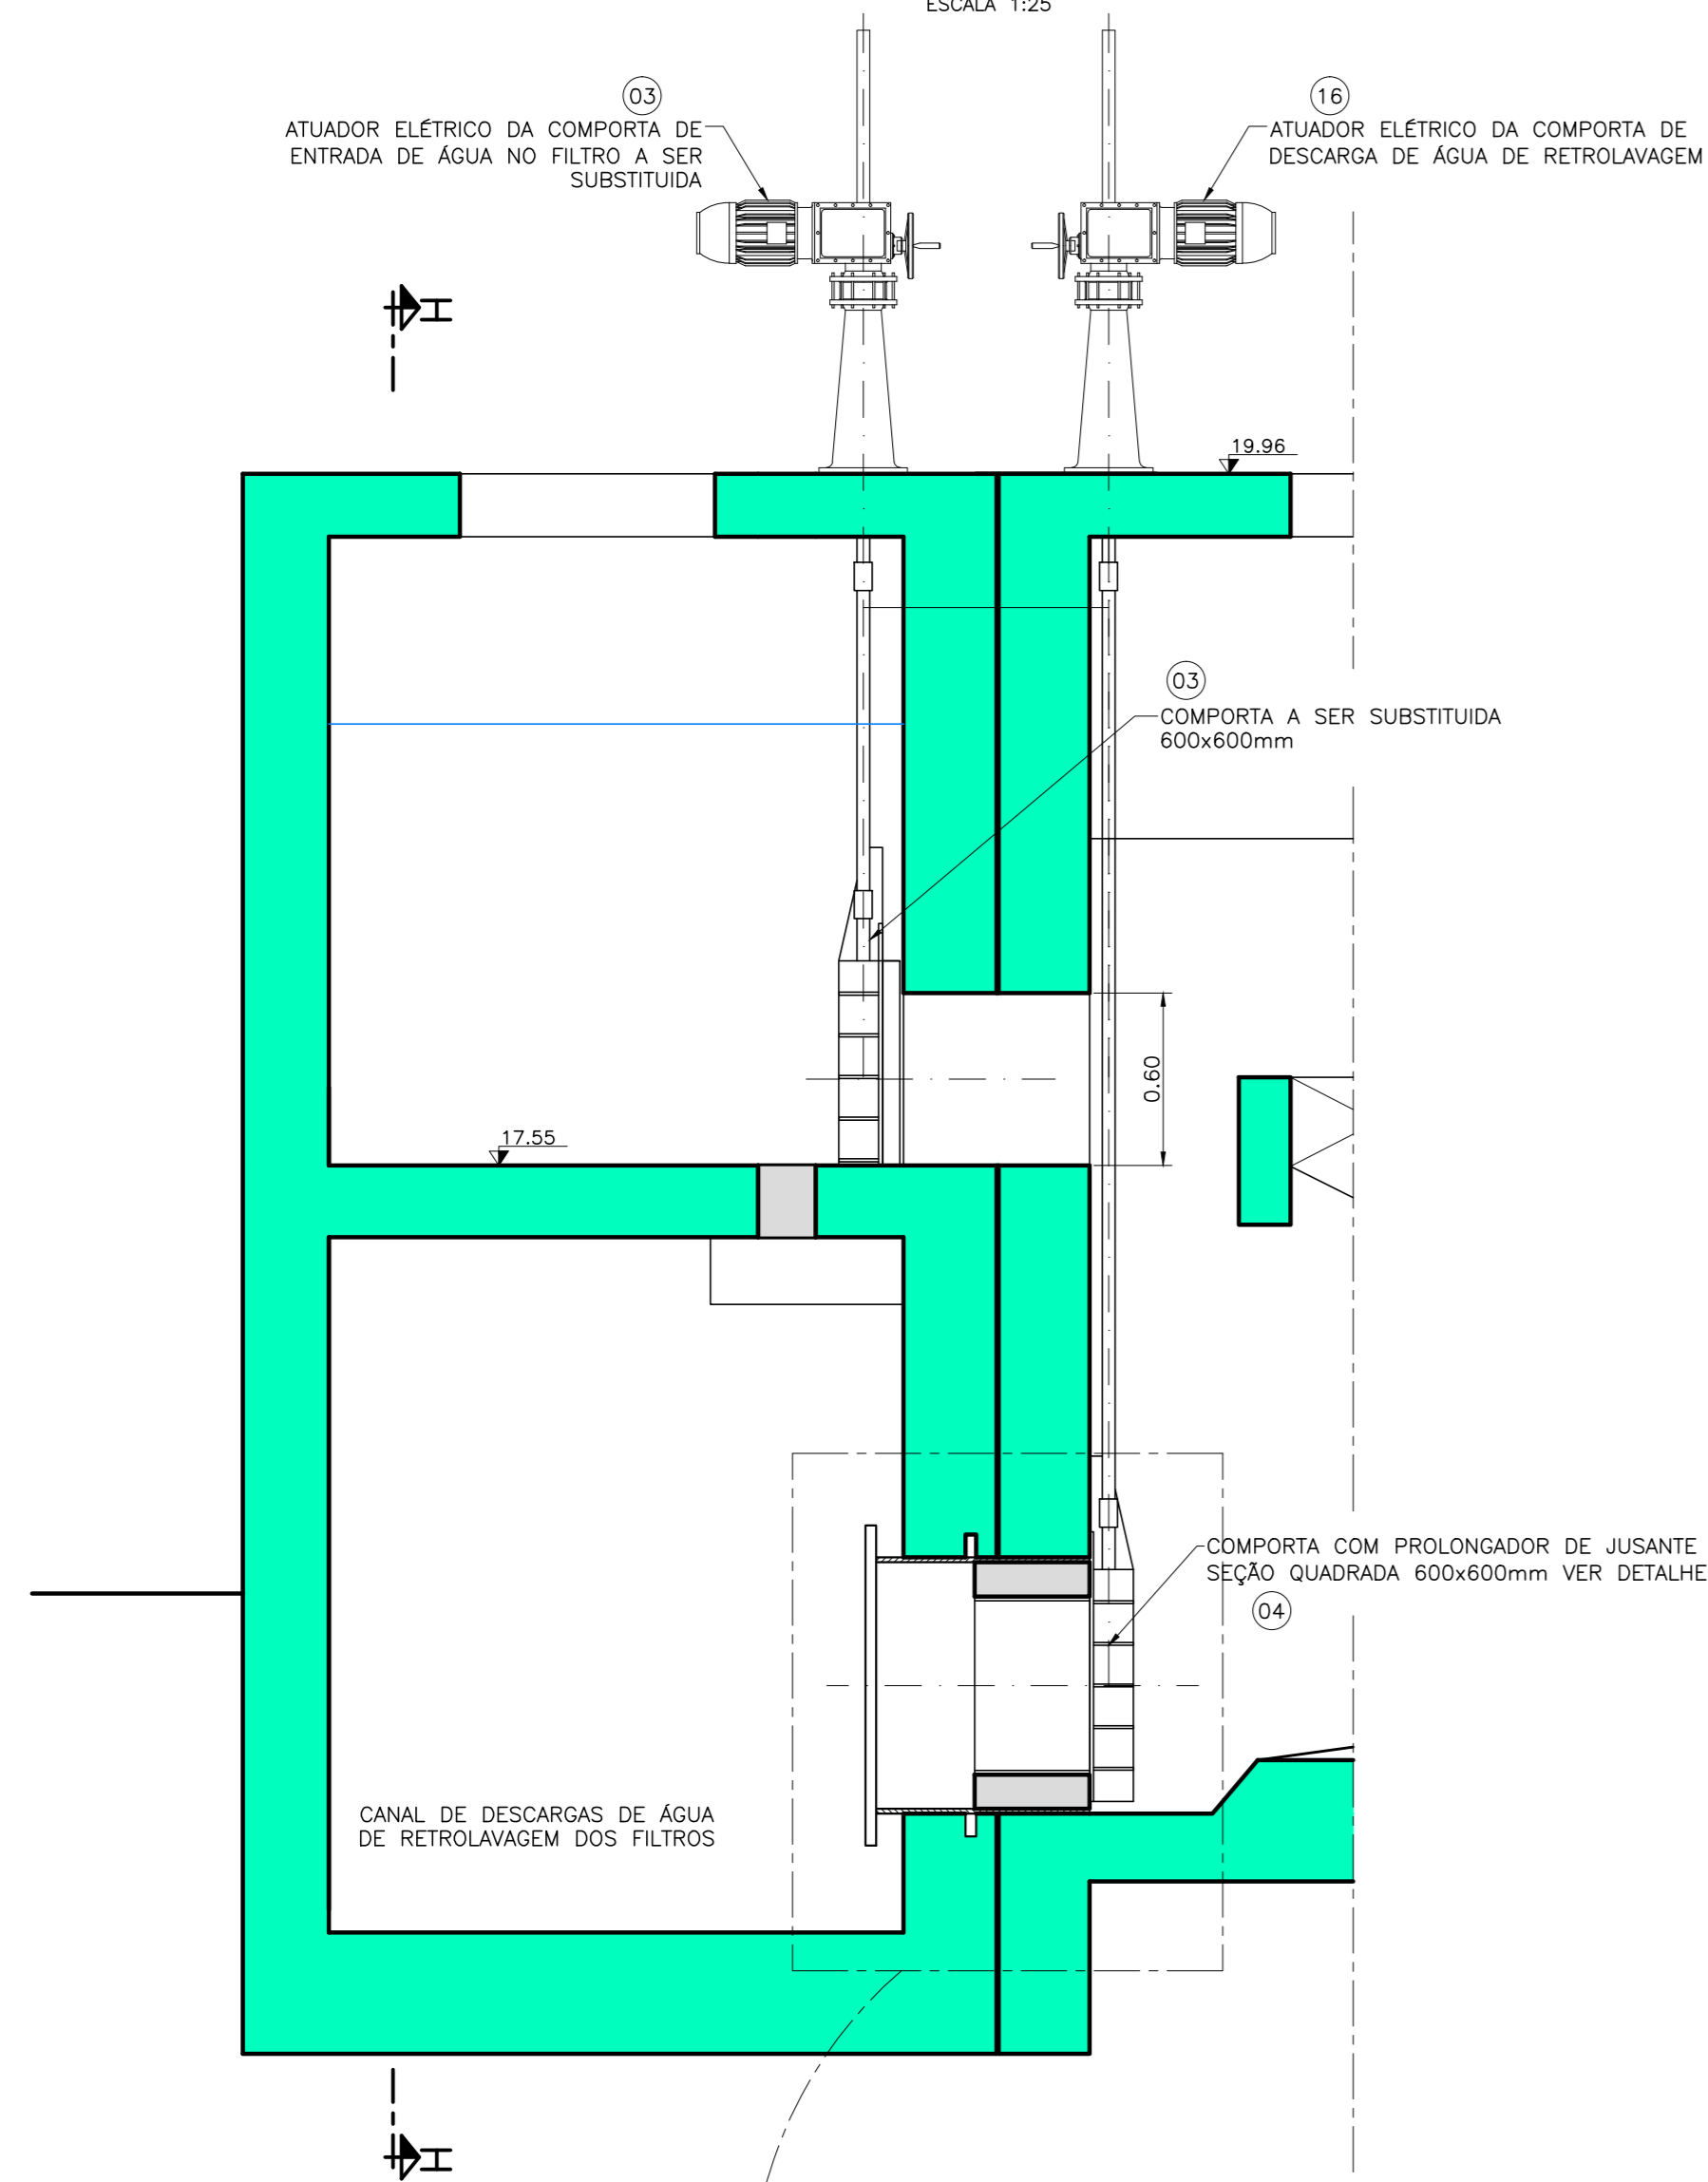 ESCALA 1:25
03
ATUADOR ELÉTRICO DA COMPORTA DE
ENTRADA DE ÁGUA NO FILTRO A SER
SUBSTITUIDA
16
ATUADOR ELÉTRICO DA COMPORTA DE
DESCARGA DE ÁGUA DE RETROLAVAGEM
H
19.96
03
COMPORTA A SER SUBSTITUIDA
600x600mm
0.60
17.55
COMPORTA COM PROLONGADOR DE JUSANTE
SEÇÃO QUADRADA 600x600mm VER DETALHE
04
CANAL DE DESCARGAS DE ÁGUA
DE RETROLAVAGEM DOS FILTROS
H